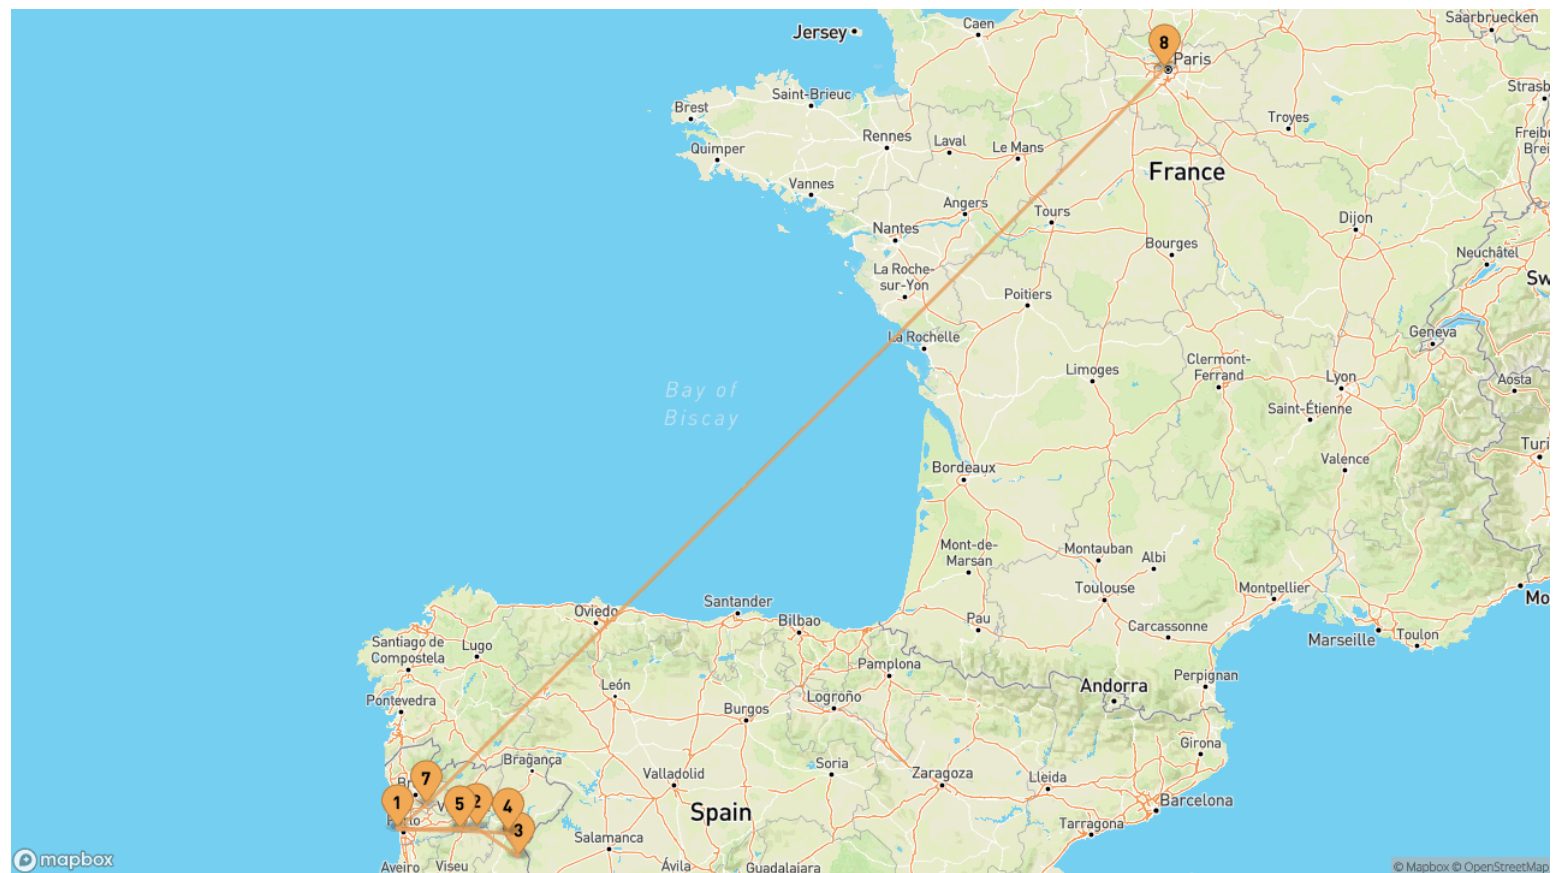 Saarbruecken
Caen
Jersey
8
Paris
Strasb
Saint-Brieuc
Brest
Troyes
Freibu
Brei
Rennes
Laval
Le Mans
Quimper
France
Vannes
Angers
Tours
Dijon
Nantes
Bourges
Neuchâtel
La Roche-
sur-Yon
Sw
Poitiers
Geneva
La Rochelle
Clermont-
Ferrand
Limoges
Lyon
Aosta
Bay of
Biscay
Saint-Étienne
Turi
Valence
Bordeaux
Mont-de-
Marsan
Montauban
Albi
Toulouse
Montpellier
Mo
Santander
Oviedo
Bilbao
Pau
Carcassonne
Marseille
Toulon
Santiago de
Compostela
Lugo
Pamplona
Perpignan
León
Andorra
Pontevedra
Logroño
Burgos
Girona
Bragança
Soria
Valladolid
Zaragoza
Lleida
7
Br
1
5
2
4
V
Barcelona
Spain
3
Tarragona
Salamanca
mapbox
Aveiro
Viseu
Ávila
Guadalajara
© Mapbox © OpenStreetMap